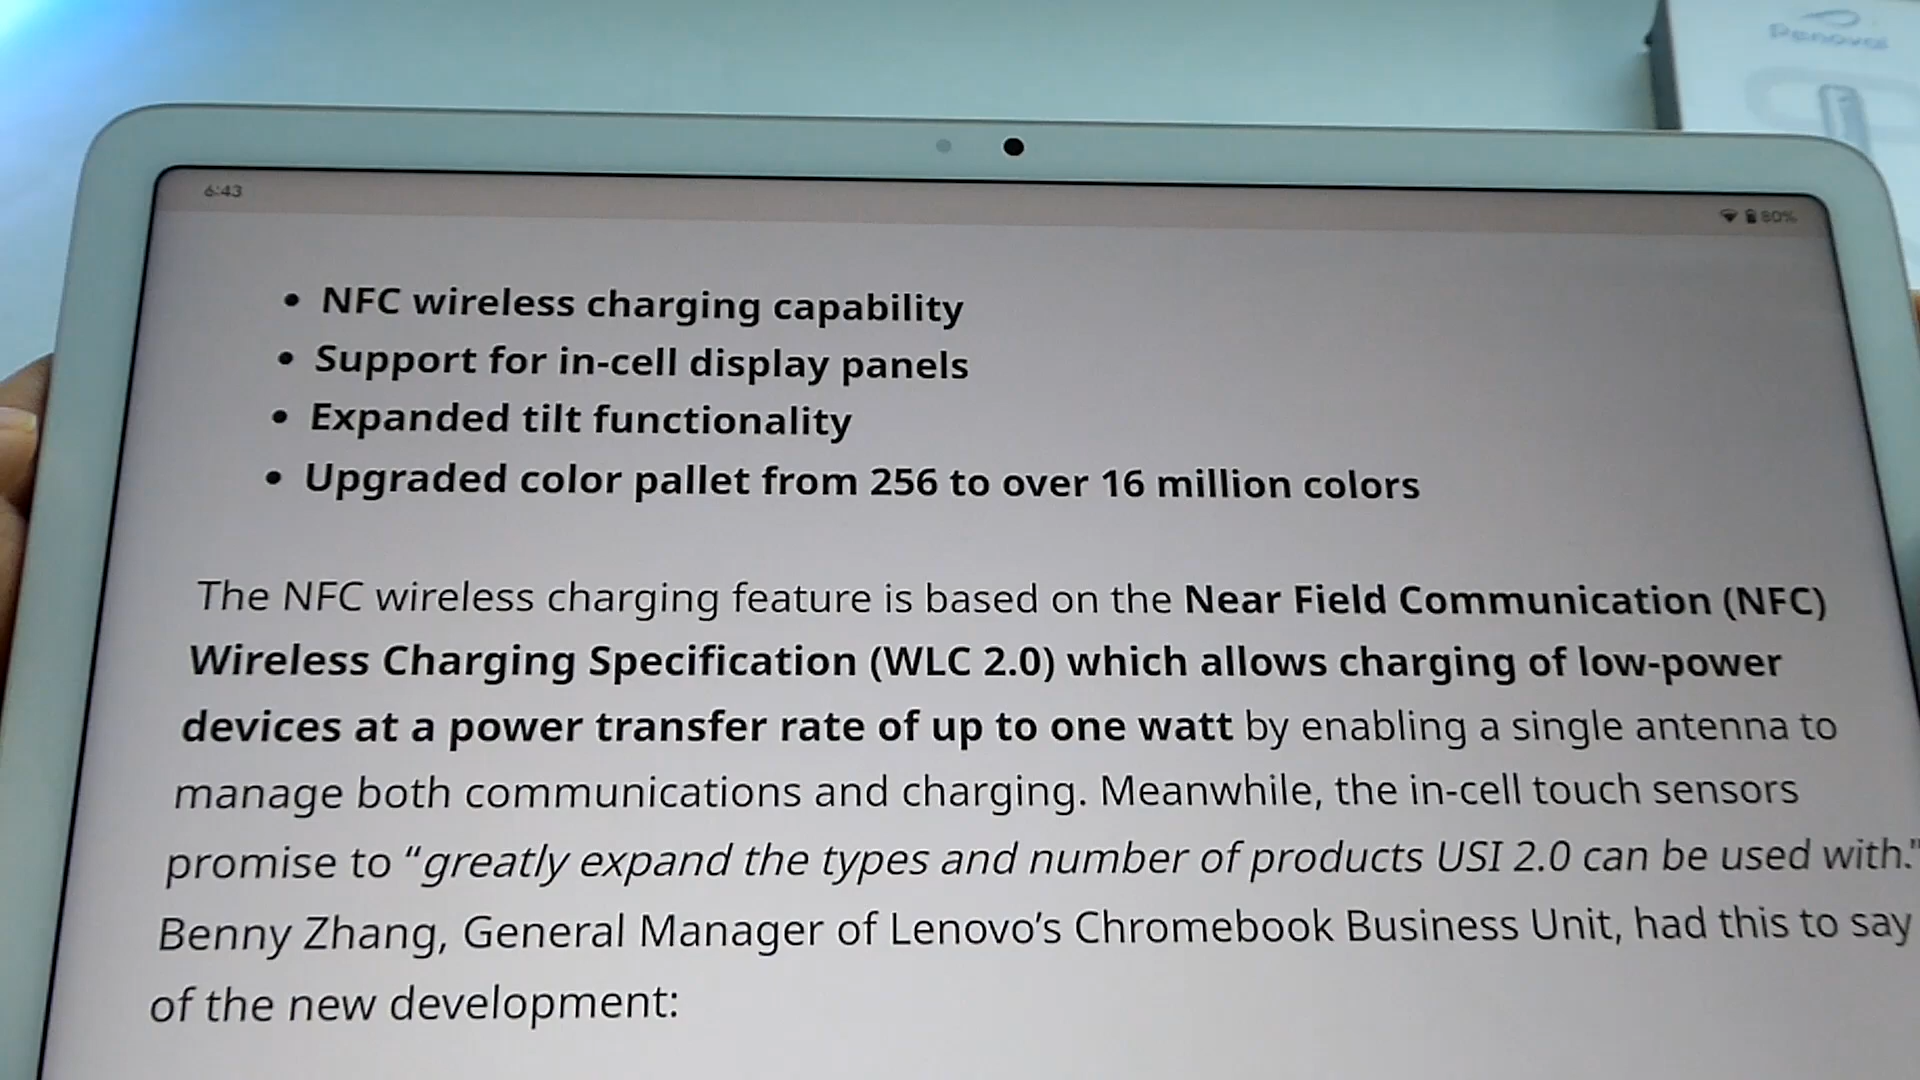 Renoval
6:43
80%
• NFC wireless charging capability
• Support for in-cell display panels
• Expanded tilt functionality
• Upgraded color pallet from 256 to over 16 million colors
The NFC wireless charging feature is based on the Near Field Communication (NFC)
Wireless Charging Specification (WLC 2.0) which allows charging of low-power
devices at a power transfer rate of up to one watt by enabling a single antenna to
manage both communications and charging. Meanwhile, the in-cell touch sensors
promise to “greatly expand the types and number of products USI 2.0 can be used with.”
Benny Zhang, General Manager of Lenovo’s Chromebook Business Unit, had this to say
of the new development: